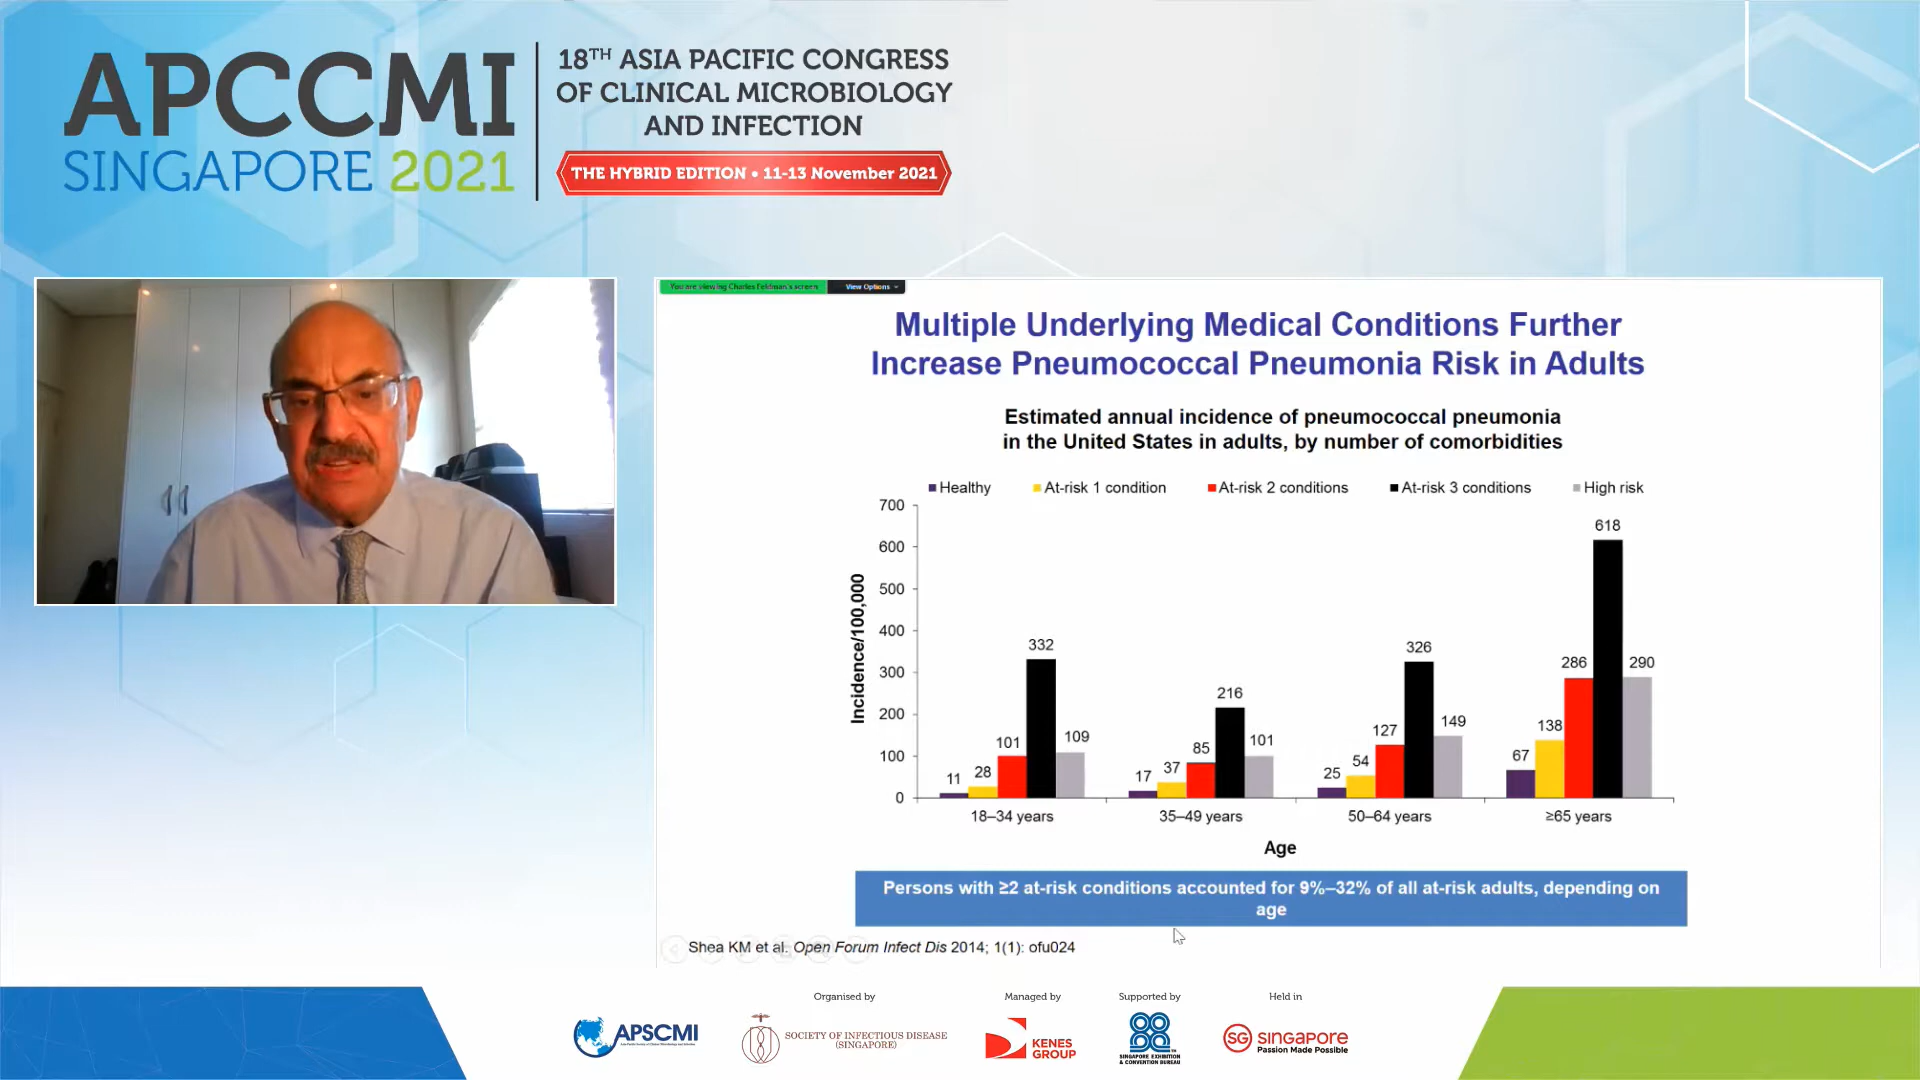 APCCMI
SINGAPORE 2021
18TH ASIA PACIFIC CONGRESS
OF CLINICAL MICROBIOLOGY
AND INFECTION
THE HYBRID EDITION • 11-13 November 2021
You are viewing Charles Feldman's screen
View Options
Multiple Underlying Medical Conditions Further
Increase Pneumococcal Pneumonia Risk in Adults
Estimated annual incidence of pneumococcal pneumonia
in the United States in adults, by number of comorbidities
Healthy At-risk 1 condition At-risk 2 conditions At-risk 3 conditions High risk
Incidence/100,000
700
600
500
400
300
200
100
0
11 28 101 332 109
17 37 85 216 101
25 54 127 326 149
67 138 286 618 290
18–34 years 35–49 years 50–64 years ≥65 years
Age
Persons with ≥2 at-risk conditions accounted for 9%–32% of all at-risk adults, depending on
age
Shea KM et al. Open Forum Infect Dis 2014; 1(1): ofu024
Organised by Managed by Supported by Held in
APSCMI
SOCIETY OF INFECTIOUS DISEASE
(SINGAPORE)
KENES
GROUP
SINGAPORE EXHIBITION
& CONVENTION BUREAU
SG SINGAPORE
Passion Made Possible